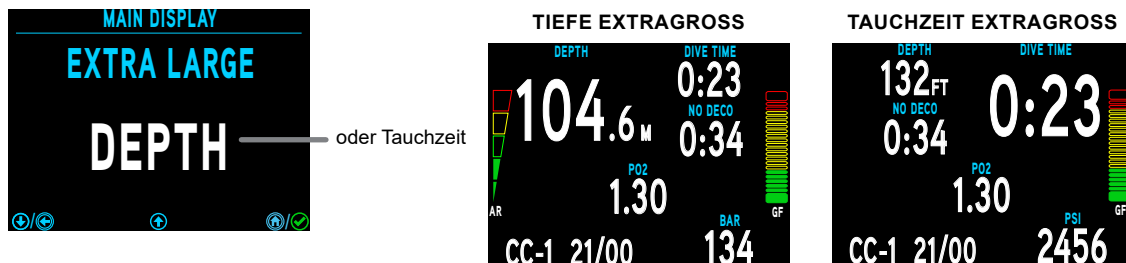 MAIN DISPLAY
EXTRA LARGE
DEPTH
oder Tauchzeit
TIEFE EXTRAGROSS
DEPTH
DIVE TIME
104.6 M
0:23
NO DECO
0:34
PO2
1.30
AR
GF
BAR
CC-1 21/00
134
TAUCHZEIT EXTRAGROSS
DEPTH
DIVE TIME
132FT
0:23
NO DECO
0:34
PO2
1.30
GF
PSI
CC-1 21/00
2456